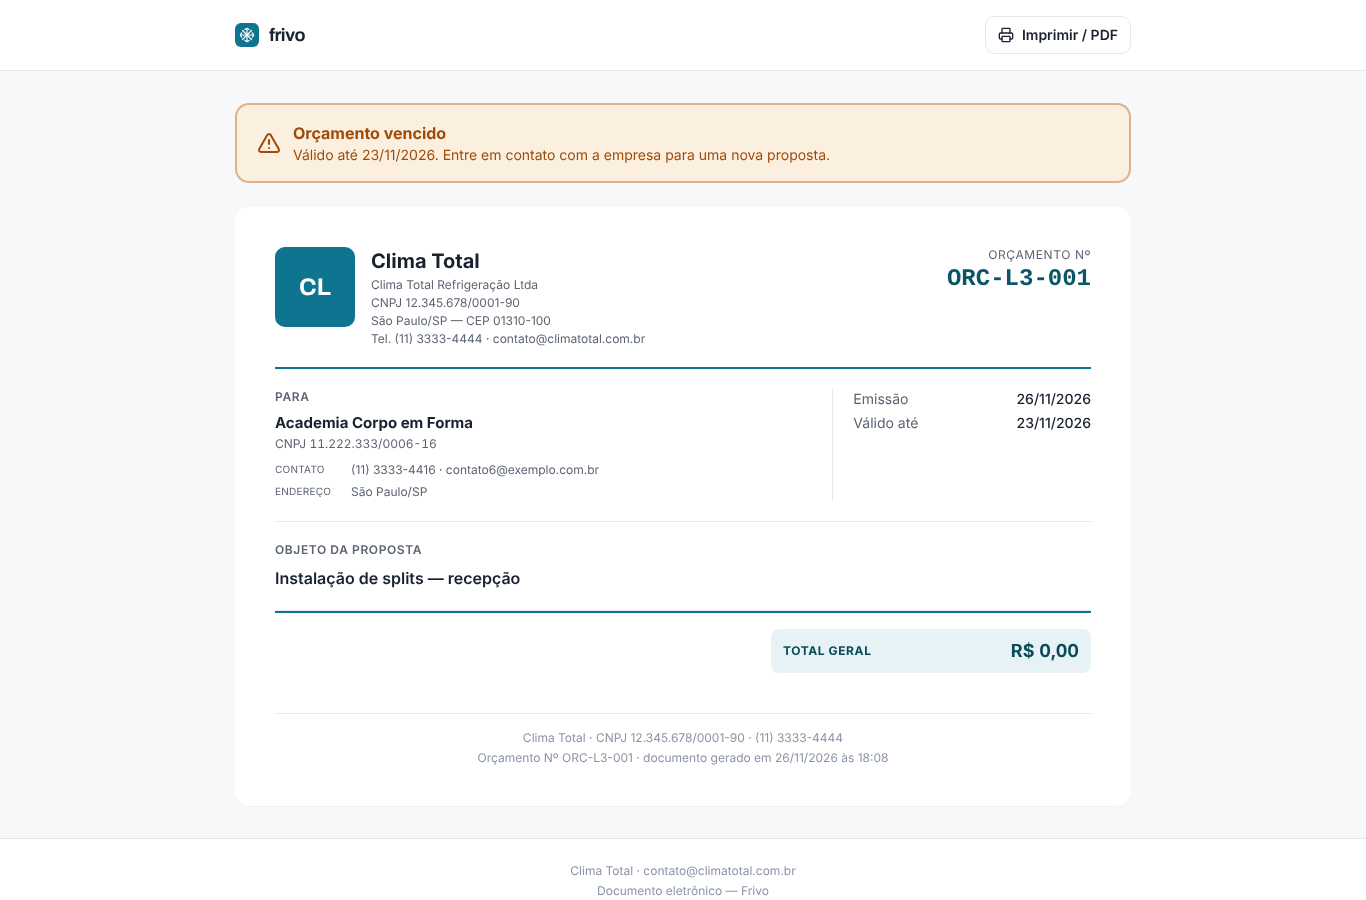 frivo
Imprimir / PDF
Orçamento vencido
Válido até 23/11/2026. Entre em contato com a empresa para uma nova proposta.
CL
Clima Total
Clima Total Refrigeração Ltda
CNPJ 12.345.678/0001-90
São Paulo/SP — CEP 01310-100
Tel. (11) 3333-4444 · contato@climatotal.com.br
ORÇAMENTO Nº
ORC-L3-001
PARA
Academia Corpo em Forma
CNPJ 11.222.333/0006-16
CONTATO (11) 3333-4416 · contato6@exemplo.com.br
ENDEREÇO São Paulo/SP
Emissão 26/11/2026
Válido até 23/11/2026
OBJETO DA PROPOSTA
Instalação de splits — recepção
TOTAL GERAL R$ 0,00
Clima Total · CNPJ 12.345.678/0001-90 · (11) 3333-4444
Orçamento Nº ORC-L3-001 · documento gerado em 26/11/2026 às 18:08
Clima Total · contato@climatotal.com.br
Documento eletrônico — Frivo